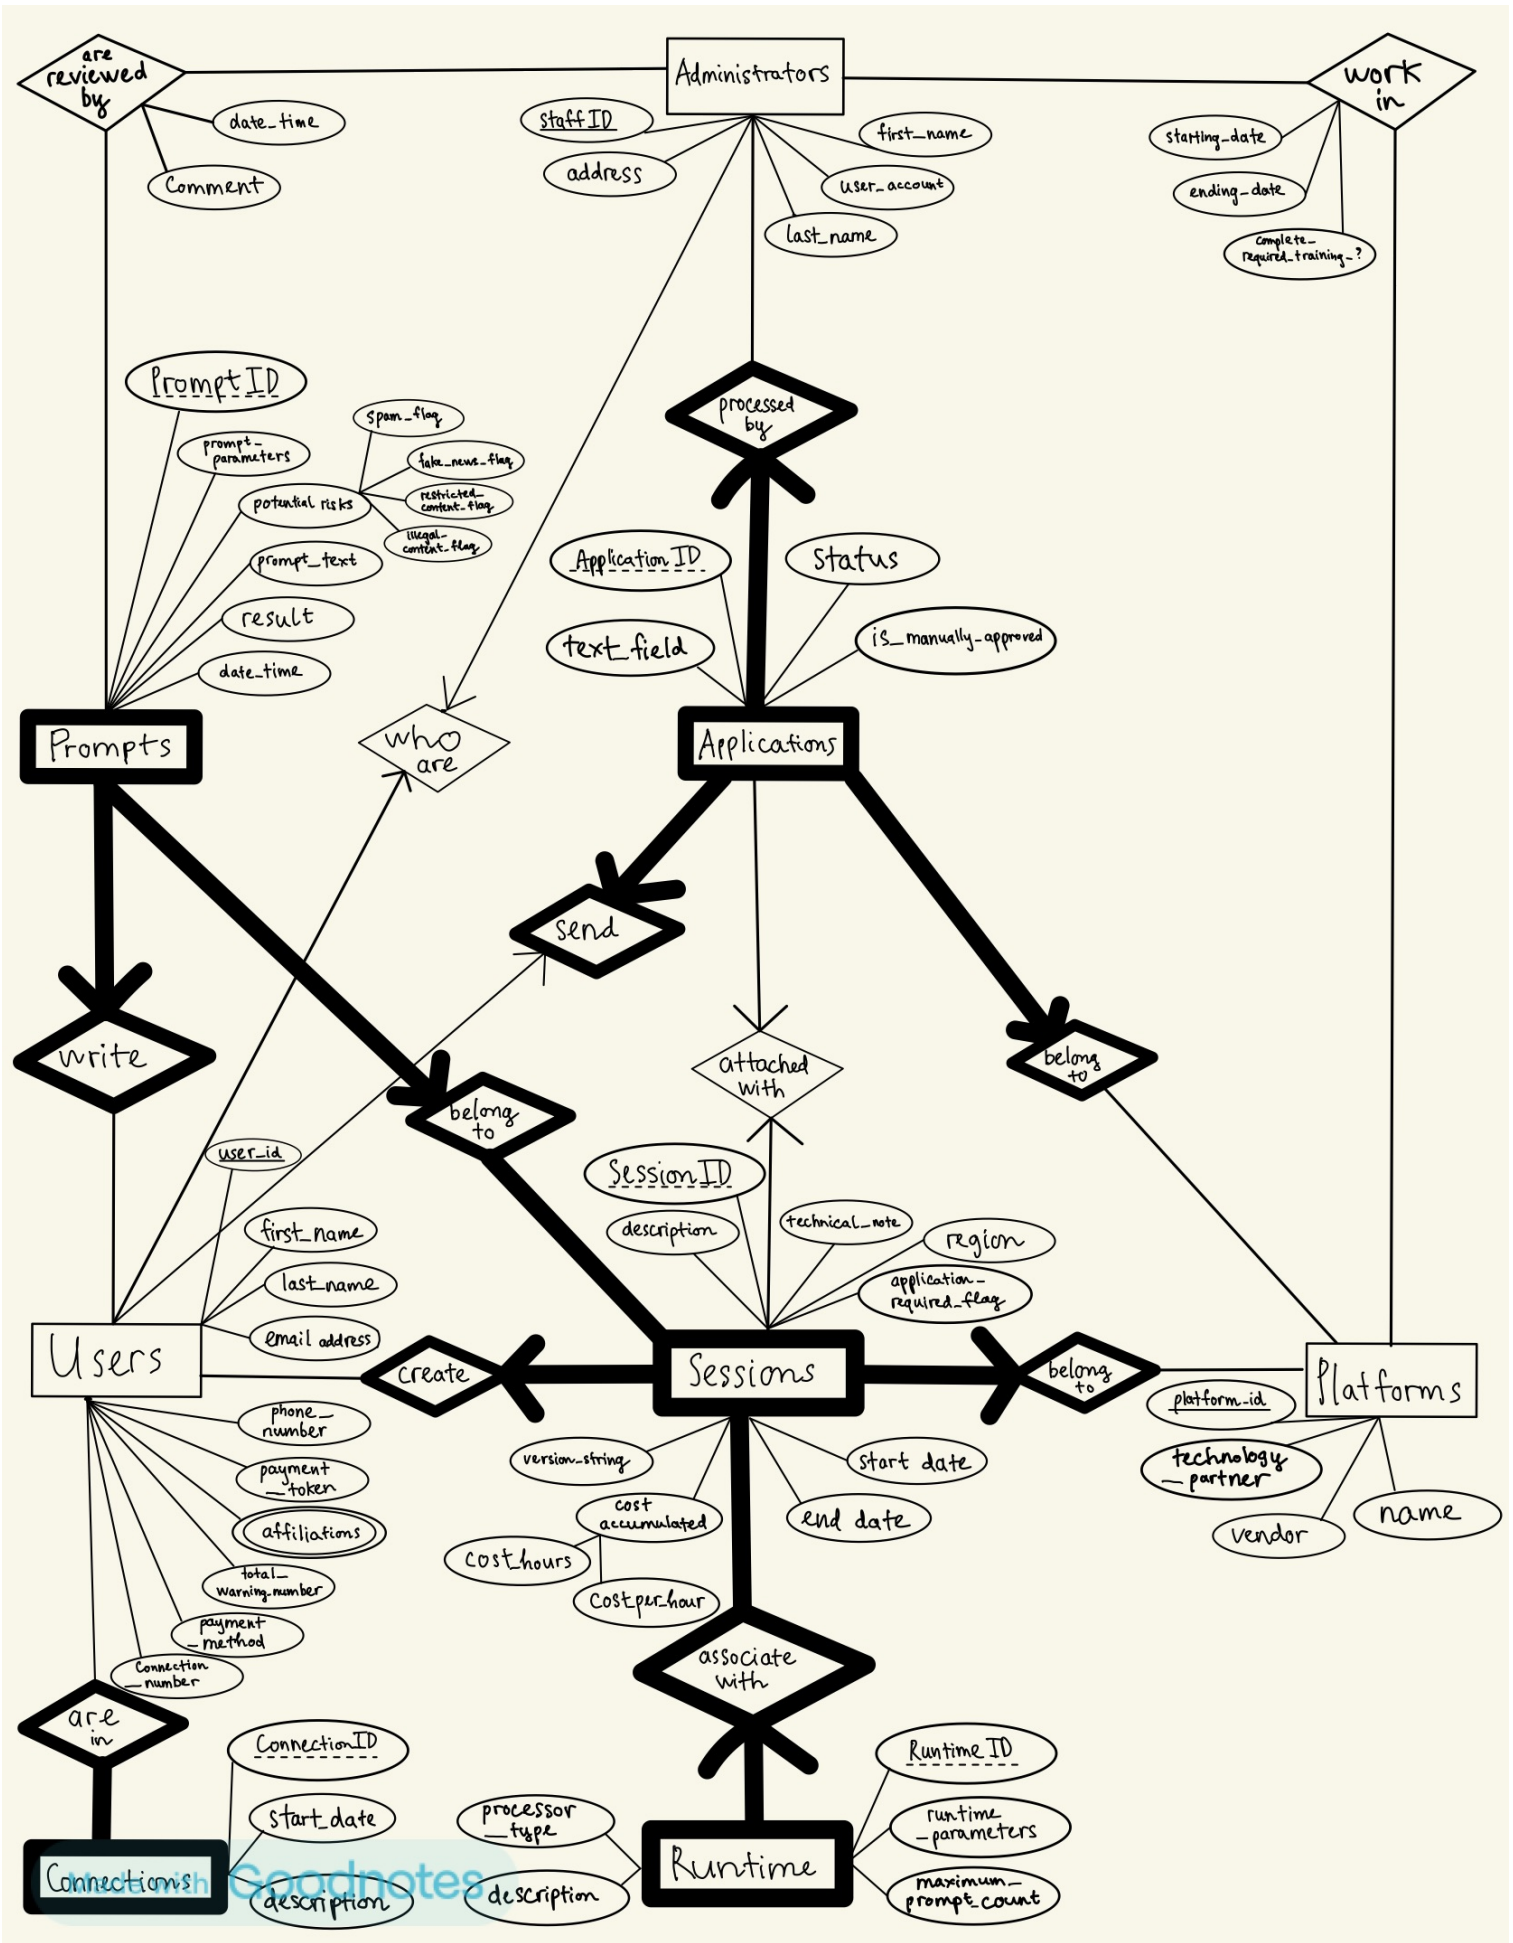 are
reviewed
by
Administrators
work
in
date_time
Comment
staffID
address
first_name
user_account
last_name
starting_date
ending_date
complete_
required_training_?
PromptID
prompt_
parameters
potential risks
spam_flag
fake_news_flag
restricted_
content_flag
illegal_
content_flag
prompt_text
result
date_time
processed
by
Application ID
Status
text_field
is_manually_approved
Prompts
who
are
Applications
send
write
attached
with
belong
to
belong
to
user_id
first_name
last_name
email address
SessionID
description
technical_note
region
application_
required_flag
Users
create
Sessions
belong
to
Platforms
platform_id
technology
_partner
vendor
name
phone_
number
payment
_token
affiliations
total_
warning_number
payment
_method
Connection
_number
version_string
cost
accumulated
cost_hours
Costper_hour
start date
end date
are
in
associate
with
ConnectionID
start_date
description
Connections
processor
_type
description
Runtime
Runtime ID
runtime
_parameters
maximum_
prompt_count
Made with Goodnotes